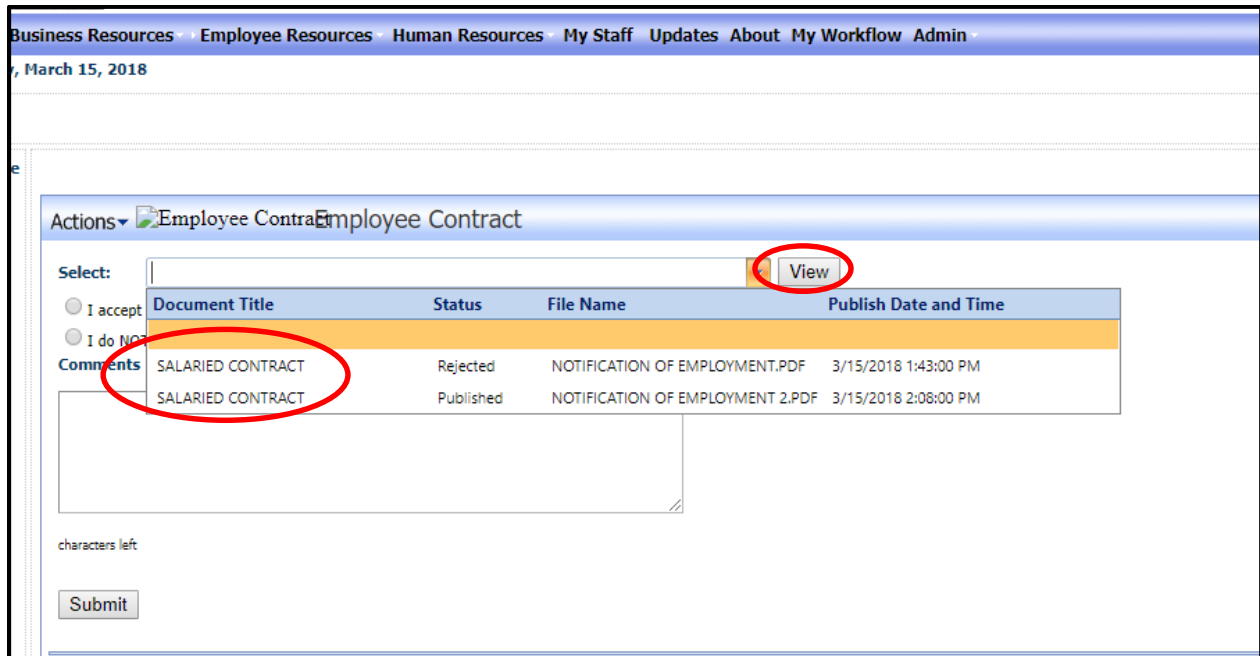 Business Resources Employee Resources Human Resources My Staff Updates About My Workflow Admin
, March 15, 2018
e
Actions Employee Contract Employee Contract
Select: View
Document Title Status File Name Publish Date and Time
I accept
I do NOT
Comments SALARIED CONTRACT Rejected NOTIFICATION OF EMPLOYMENT.PDF 3/15/2018 1:43:00 PM
SALARIED CONTRACT Published NOTIFICATION OF EMPLOYMENT 2.PDF 3/15/2018 2:08:00 PM
characters left
Submit